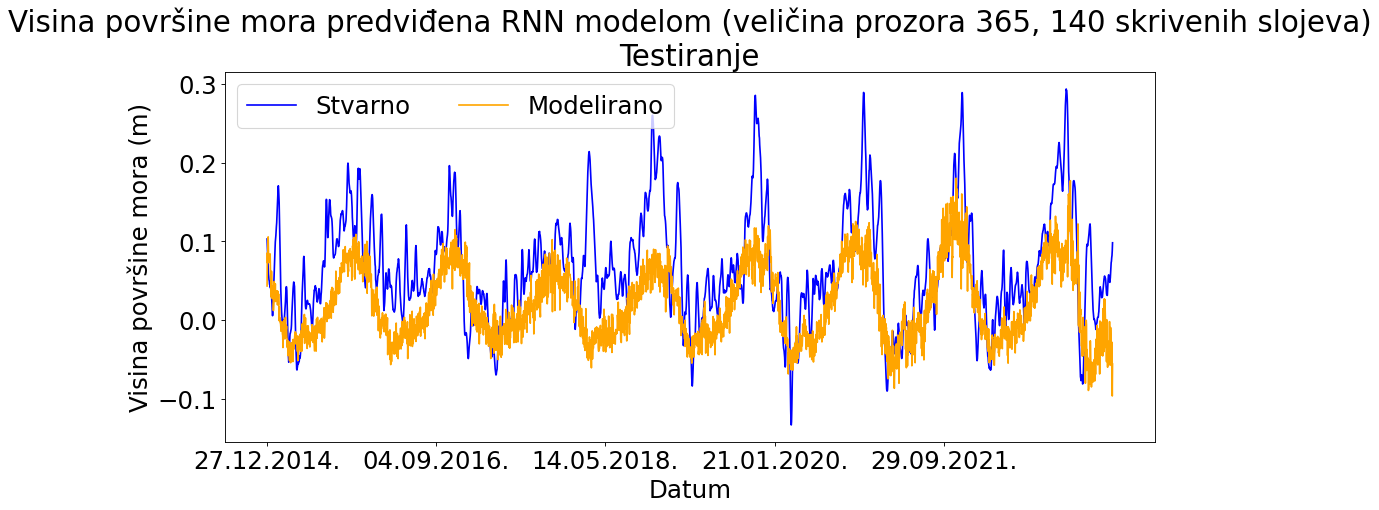 Visina površine mora predviđena RNN modelom (veličina prozora 365, 140 skrivenih slojeva)
Testiranje
Stvarno
Modelirano
Visina površine mora (m)
0.3
0.2
0.1
0.0
−0.1
27.12.2014.
04.09.2016.
14.05.2018.
21.01.2020.
29.09.2021.
Datum